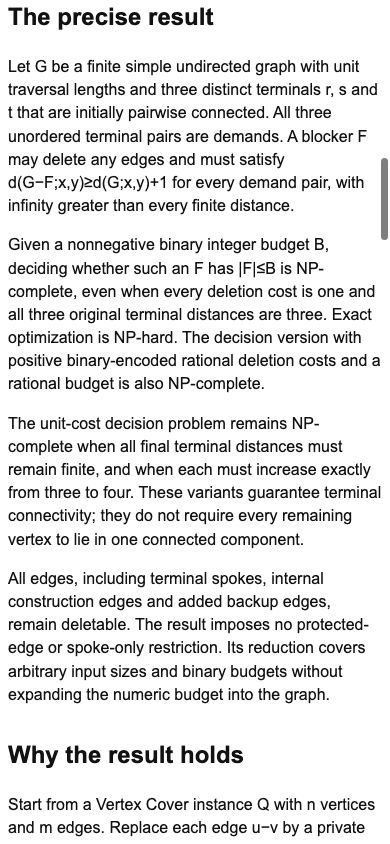 The precise result
Let G be a finite simple undirected graph with unit
traversal lengths and three distinct terminals r, s and
t that are initially pairwise connected. All three
unordered terminal pairs are demands. A blocker F
may delete any edges and must satisfy
d(G−F;x,y)≥d(G;x,y)+1 for every demand pair, with
infinity greater than every finite distance.
Given a nonnegative binary integer budget B,
deciding whether such an F has |F|≤B is NP-
complete, even when every deletion cost is one and
all three original terminal distances are three. Exact
optimization is NP-hard. The decision version with
positive binary-encoded rational deletion costs and a
rational budget is also NP-complete.
The unit-cost decision problem remains NP-
complete when all final terminal distances must
remain finite, and when each must increase exactly
from three to four. These variants guarantee terminal
connectivity; they do not require every remaining
vertex to lie in one connected component.
All edges, including terminal spokes, internal
construction edges and added backup edges,
remain deletable. The result imposes no protected-
edge or spoke-only restriction. Its reduction covers
arbitrary input sizes and binary budgets without
expanding the numeric budget into the graph.
Why the result holds
Start from a Vertex Cover instance Q with n vertices
and m edges. Replace each edge u−v by a private